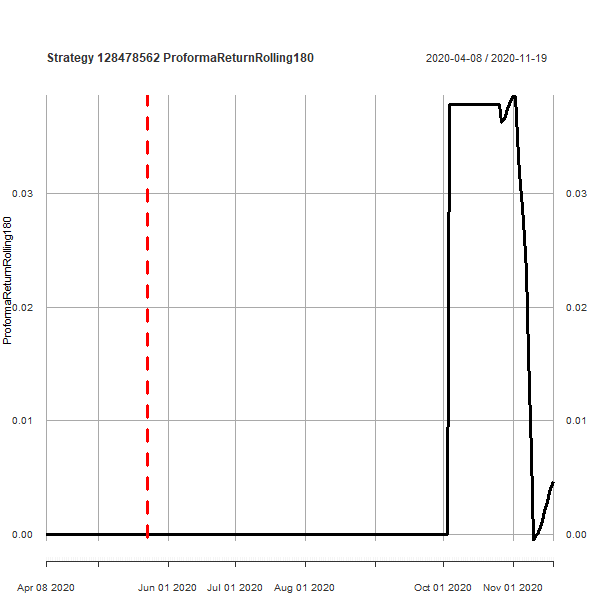 Strategy 128478562 ProformaReturnRolling180
2020-04-08 / 2020-11-19
ProformaReturnRolling180
0.03
0.03
0.02
0.02
0.01
0.01
0.00
0.00
Apr 08 2020
Jun 01 2020
Jul 01 2020
Aug 01 2020
Oct 01 2020
Nov 01 2020